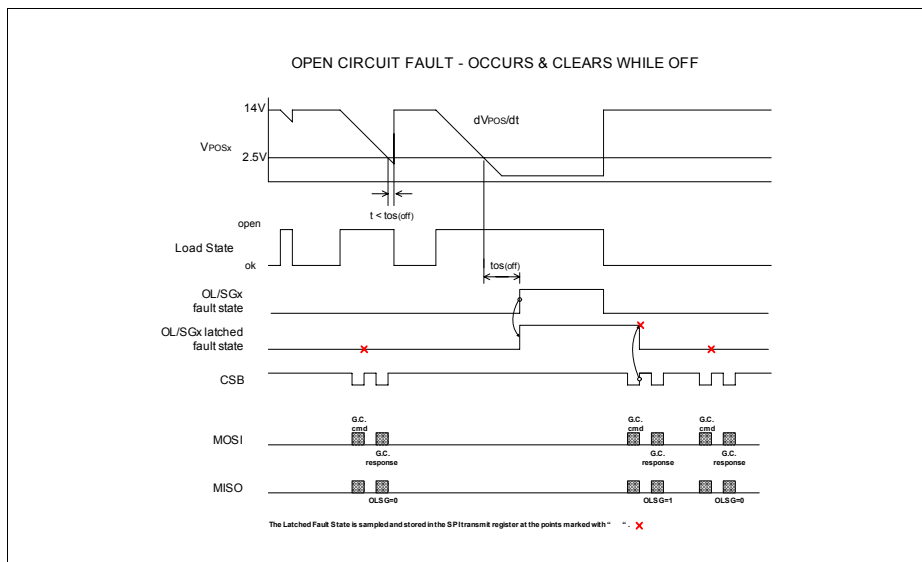 OPEN CIRCUIT FAULT - OCCURS & CLEARS WHILE OFF
14V
dVPOS/dt
VPOSx
2.5V
t < tos(off)
open
Load State
ok
tos(off)
OL/SGx
fault state
OL/SGx latched
fault state
CSB
G.C.
cmd
G.C.
cmd
G.C.
cmd
MOSI
G.C.
response
G.C.
response
G.C.
response
MISO
OLSG=0
OLSG=1
OLSG=0
The Latched Fault State is sampled and stored in the SPI transmit register at the points marked with “ ”.